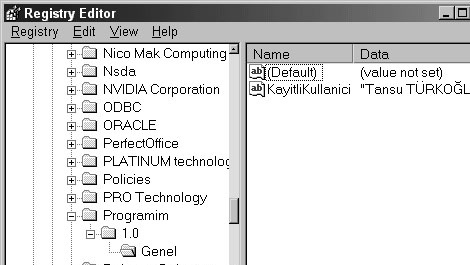 Registry Editor
Registry Edit View Help
Nico Mak Computing
Nsda
NVIDIA Corporation
ODBC
ORACLE
PerfectOffice
PLATINUM technolog
Policies
PRO Technology
Programim
1.0
Genel
Name Data
(Default) (value not set)
KayitliKullanici "Tansu TÜRKOĞL